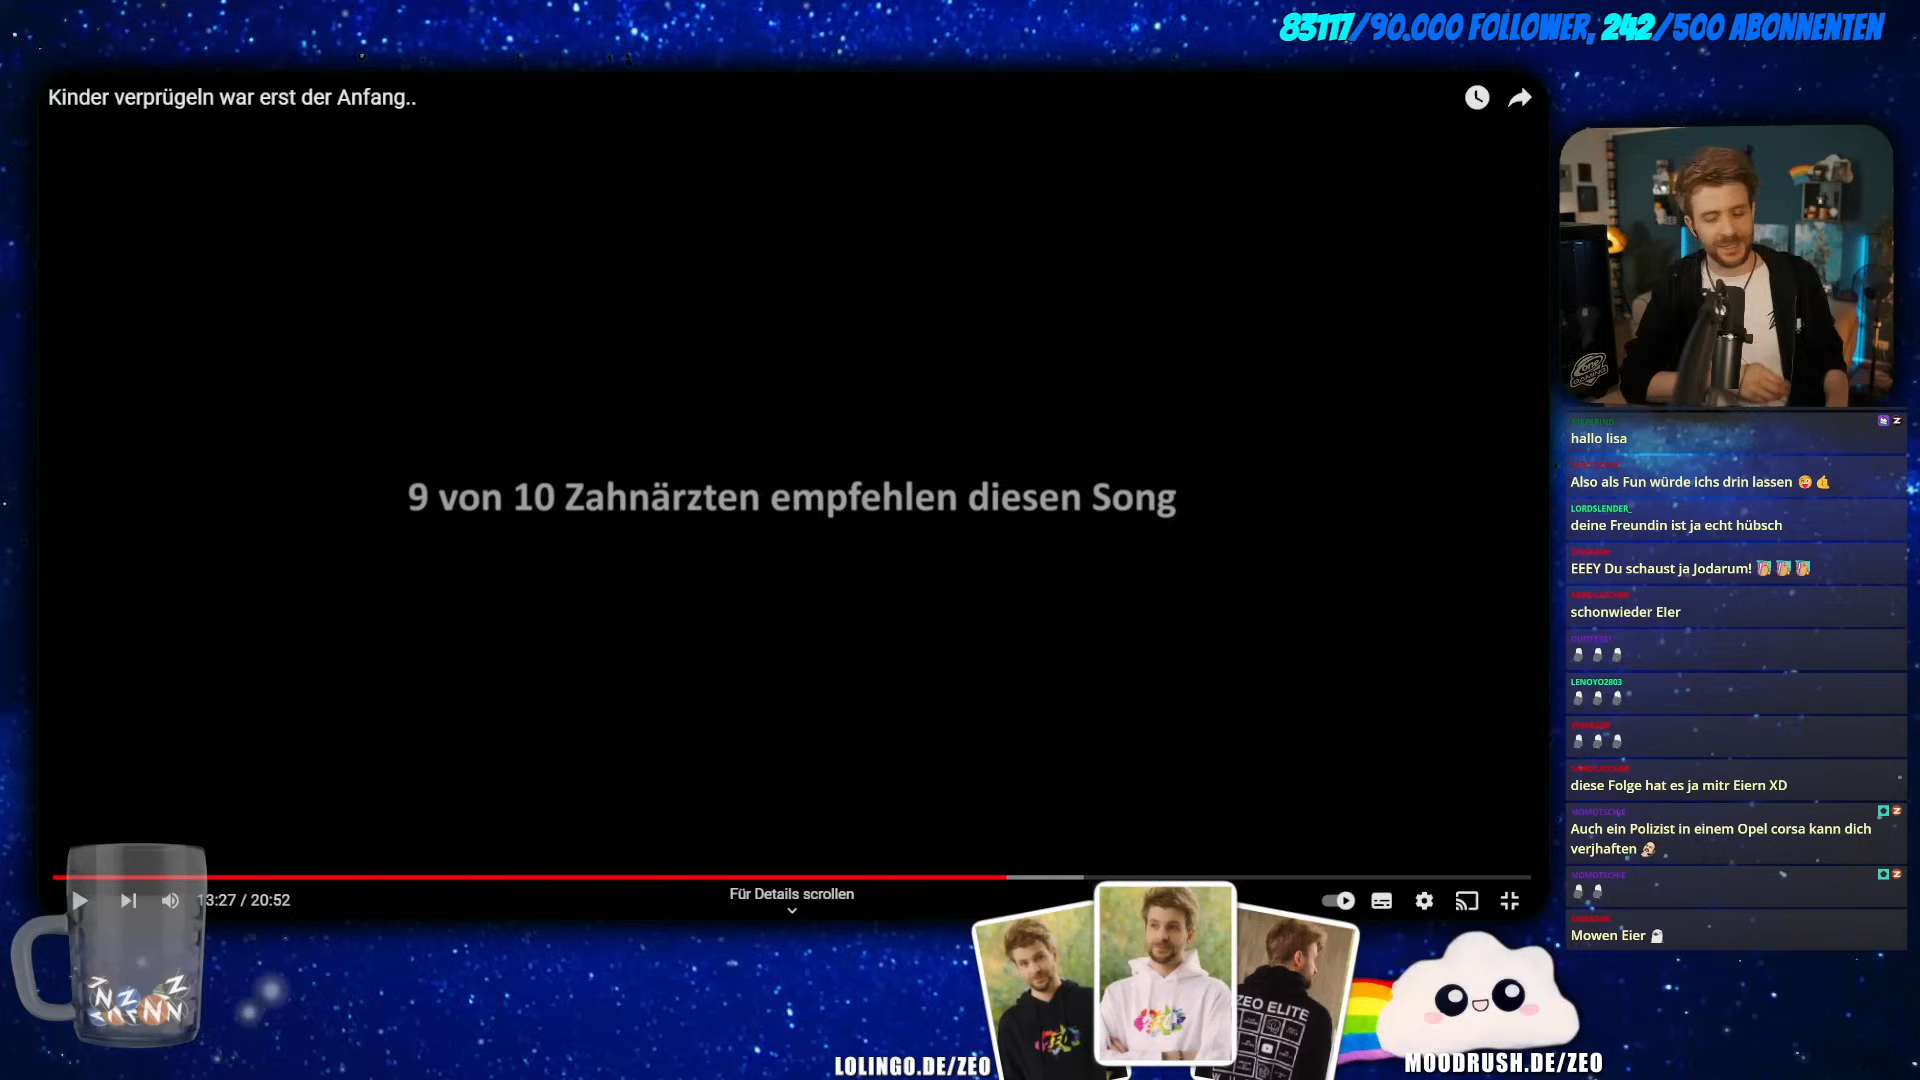 83117/90.000 FOLLOWER, 242/500 ABONNENTEN
Kinder verprügeln war erst der Anfang..
9 von 10 Zahnärzten empfehlen diesen Song
13:27 / 20:52
Für Details scrollen
hallo lisa
Also als Fun würde ichs drin lassen
LORDSLENDER_
deine Freundin ist ja echt hübsch
EEEY Du schaust ja Jodarum!
schonwieder EIer
LENOYO2803
diese Folge hat es ja mitr Eiern XD
MOMOTSCHIE
Auch ein Polizist in einem Opel corsa kann dich
verjhaften
MOMOTSCHIE
Mowen Eier
ZEO ELITE
LOLINGO.DE/ZEO
MOODRUSH.DE/ZEO